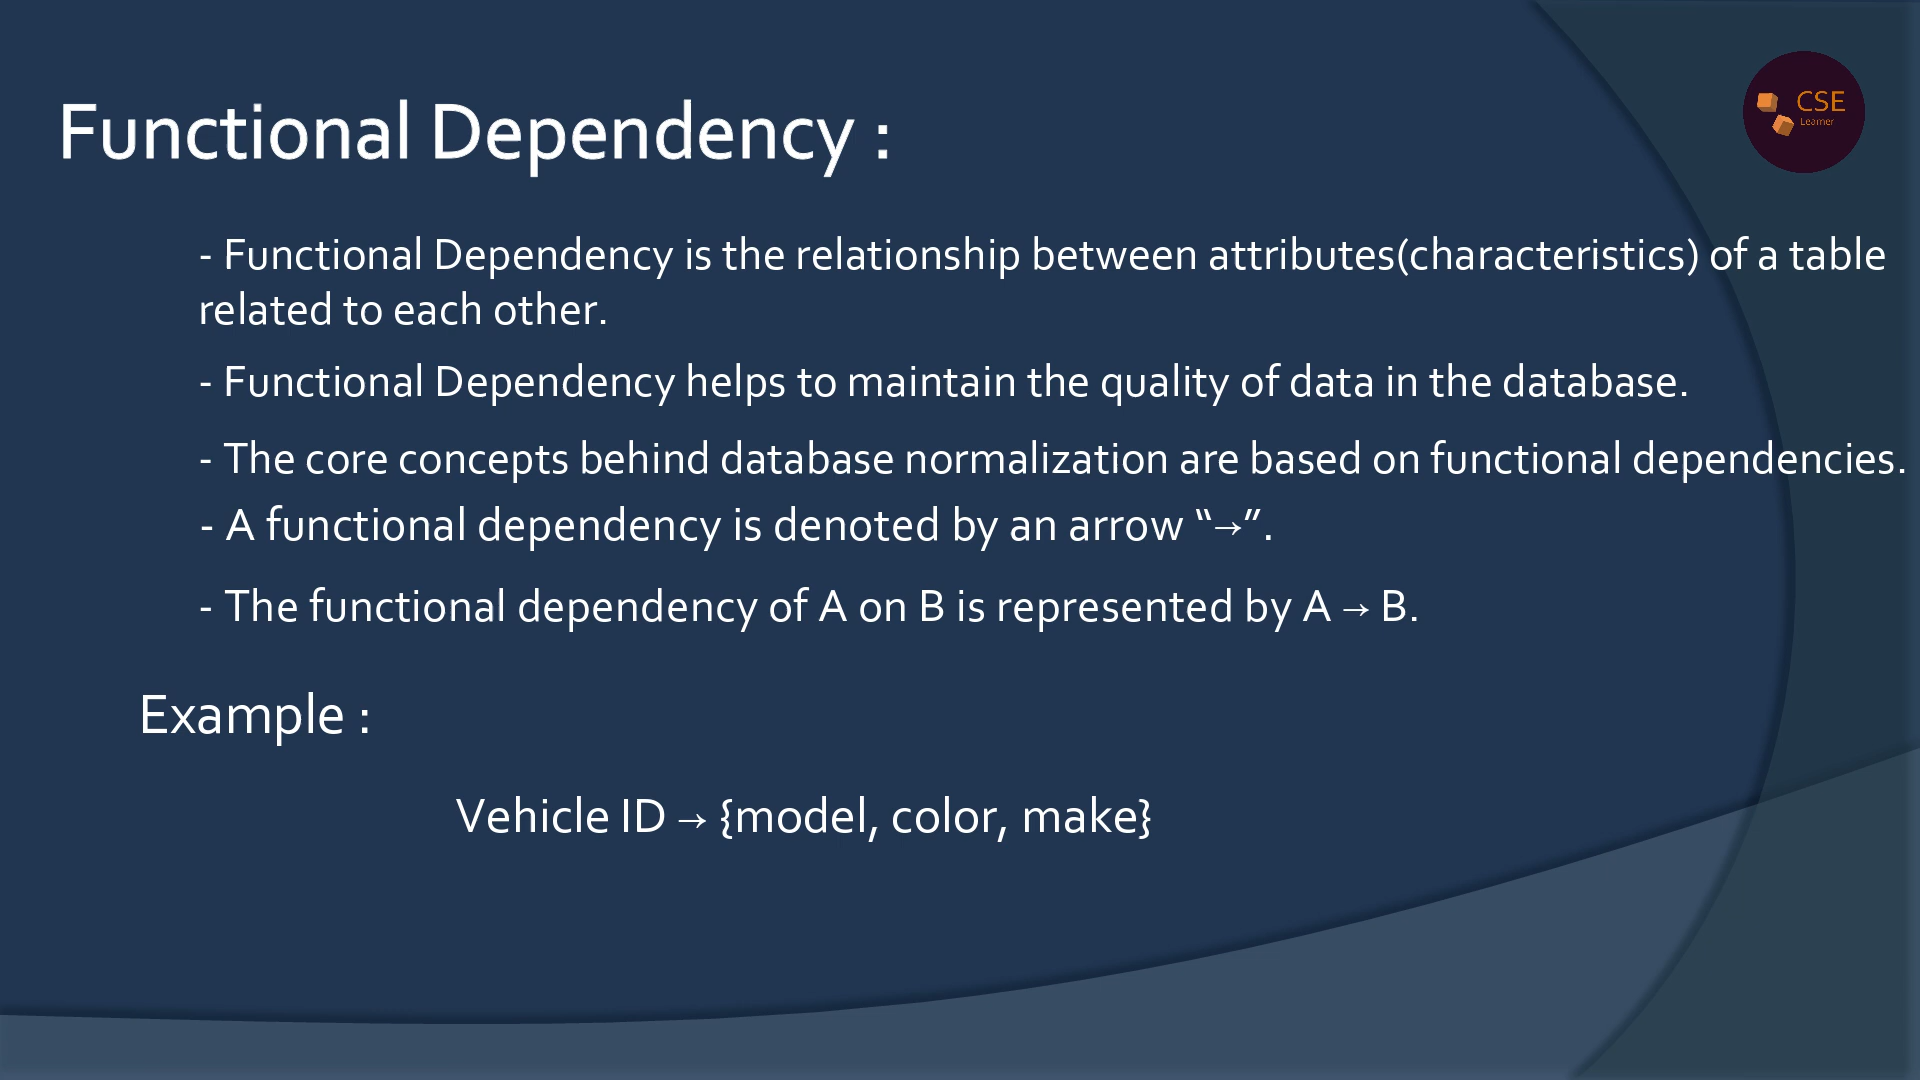 CSE
Learner
Functional Dependency :
- Functional Dependency is the relationship between attributes(characteristics) of a table
related to each other.
- Functional Dependency helps to maintain the quality of data in the database.
- The core concepts behind database normalization are based on functional dependencies.
- A functional dependency is denoted by an arrow “→”.
- The functional dependency of A on B is represented by A → B.
Example :
Vehicle ID → {model, color, make}